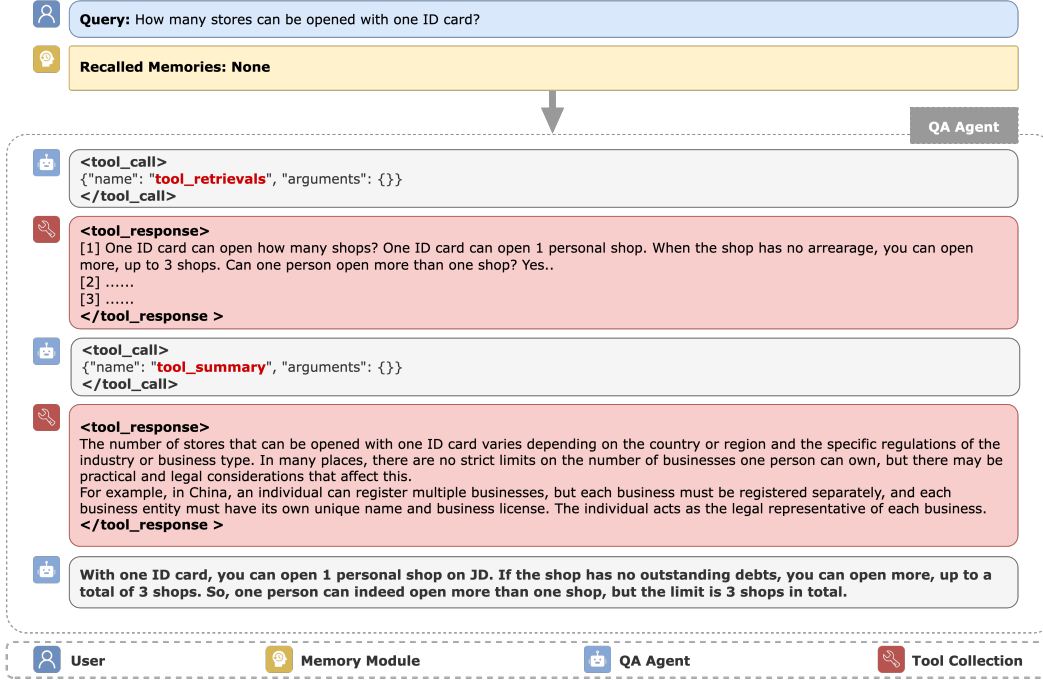 Query: How many stores can be opened with one ID card?
Recalled Memories: None
QA Agent
<tool_call>
{"name": "tool_retrievals", "arguments": {}}
</tool_call>
<tool_response>
[1] One ID card can open how many shops? One ID card can open 1 personal shop. When the shop has no arrearage, you can open
more, up to 3 shops. Can one person open more than one shop? Yes..
[2] ......
[3] ......
</tool_response >
<tool_call>
{"name": "tool_summary", "arguments": {}}
</tool_call>
<tool_response>
The number of stores that can be opened with one ID card varies depending on the country or region and the specific regulations of the
industry or business type. In many places, there are no strict limits on the number of businesses one person can own, but there may be
practical and legal considerations that affect this.
For example, in China, an individual can register multiple businesses, but each business must be registered separately, and each
business entity must have its own unique name and business license. The individual acts as the legal representative of each business.
</tool_response >
With one ID card, you can open 1 personal shop on JD. If the shop has no outstanding debts, you can open more, up to a
total of 3 shops. So, one person can indeed open more than one shop, but the limit is 3 shops in total.
User
Memory Module
QA Agent
Tool Collection